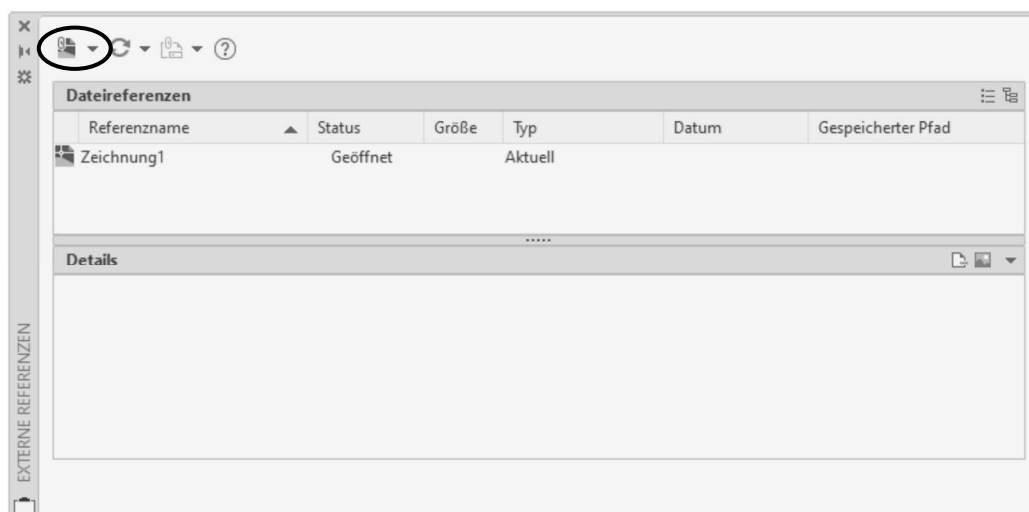 Dateireferenzen
Referenzname Status Größe Typ Datum Gespeicherter Pfad
Zeichnung1 Geöffnet Aktuell
Details
EXTERNE REFERENZEN